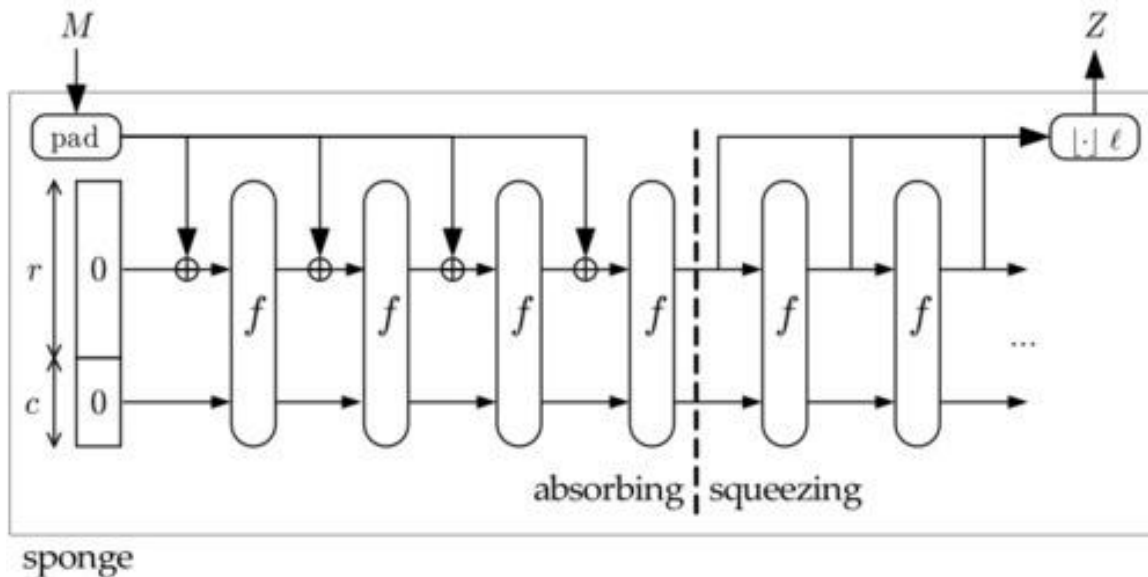 M Z
pad ⌊·⌋ ℓ
r 0 f f f f f f
...
c 0
absorbing squeezing
sponge